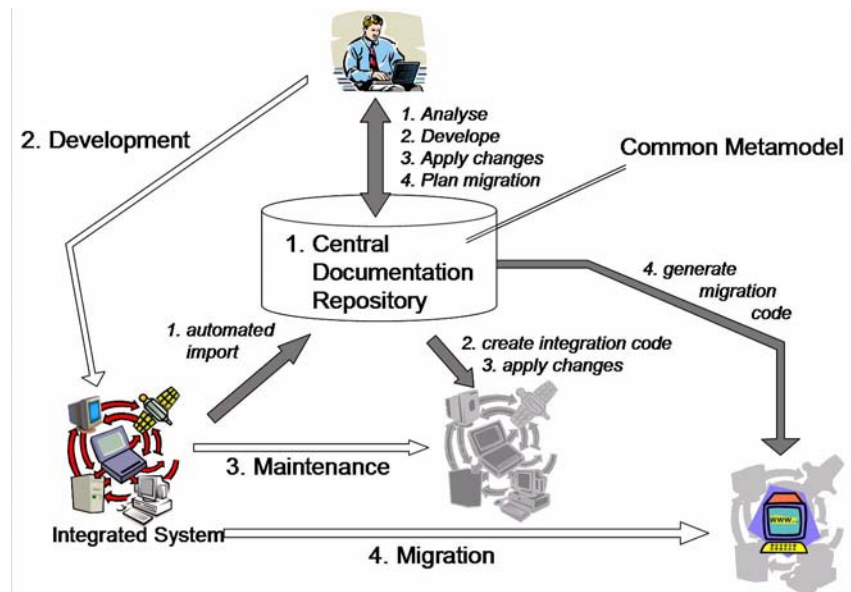 2. Development
1. Analyse
2. Develope
3. Apply changes
4. Plan migration
Common Metamodel
1. Central
Documentation
Repository
4. generate
migration
code
1. automated
import
2. create integration code
3. apply changes
3. Maintenance
Integrated System
4. Migration
WWW..